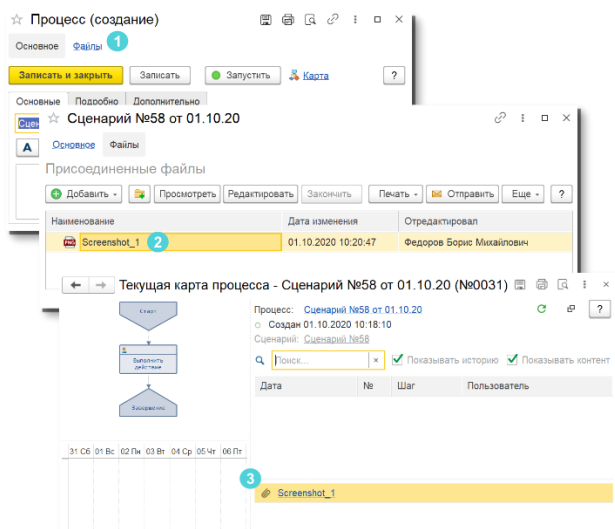 Процесс (создание)
Основное Файлы 1
Записать и закрыть Записать Запустить Карта ?
Основные Подробно Дополнительно
Сцен
A
Сценарий №58 от 01.10.20
Основное Файлы
Присоединенные файлы
Добавить Просмотреть Редактировать Закончить Печать Отправить Еще ?
Наименование Дата изменения Отредактировал
PNG Screenshot_1 2 01.10.2020 10:20:47 Федоров Борис Михайлович
Текущая карта процесса - Сценарий №58 от 01.10.20 (№0031)
Старт
Выполнить
действие
Завершение
Процесс: Сценарий №58 от 01.10.20 ?
Создан 01.10.2020 10:18:10
Сценарий: Сценарий №58
Поиск... × Показывать историю Показывать контент
Дата № Шаг Пользователь
31 Сб 01 Вс 02 Пн 03 Вт 04 Ср 05 Чт 06 Пт
3
Screenshot_1